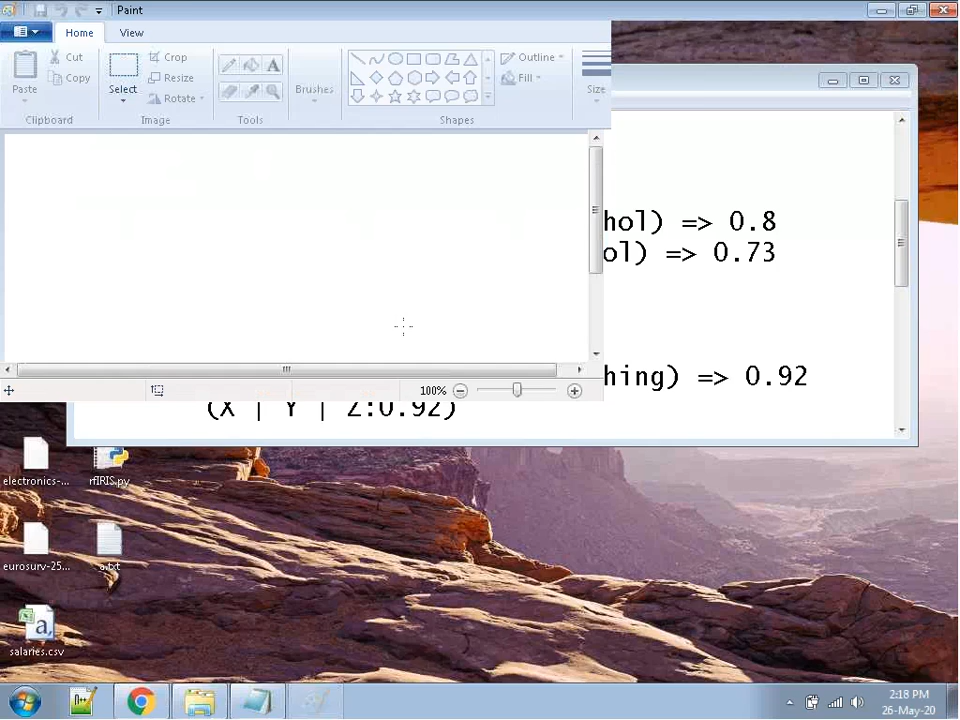 Paint
Home View
Cut
Copy
Paste
Clipboard
Crop
Resize
Rotate
Select
Image
Tools
Brushes
Outline
Fill
Shapes
Size
hol) => 0.8
ol) => 0.73
hing) => 0.92
(X | Y | Z:0.92)
100%
electronics-...
rfIRIS.py
eurosurv-25...
a.txt
salaries.csv
2:18 PM
26-May-20